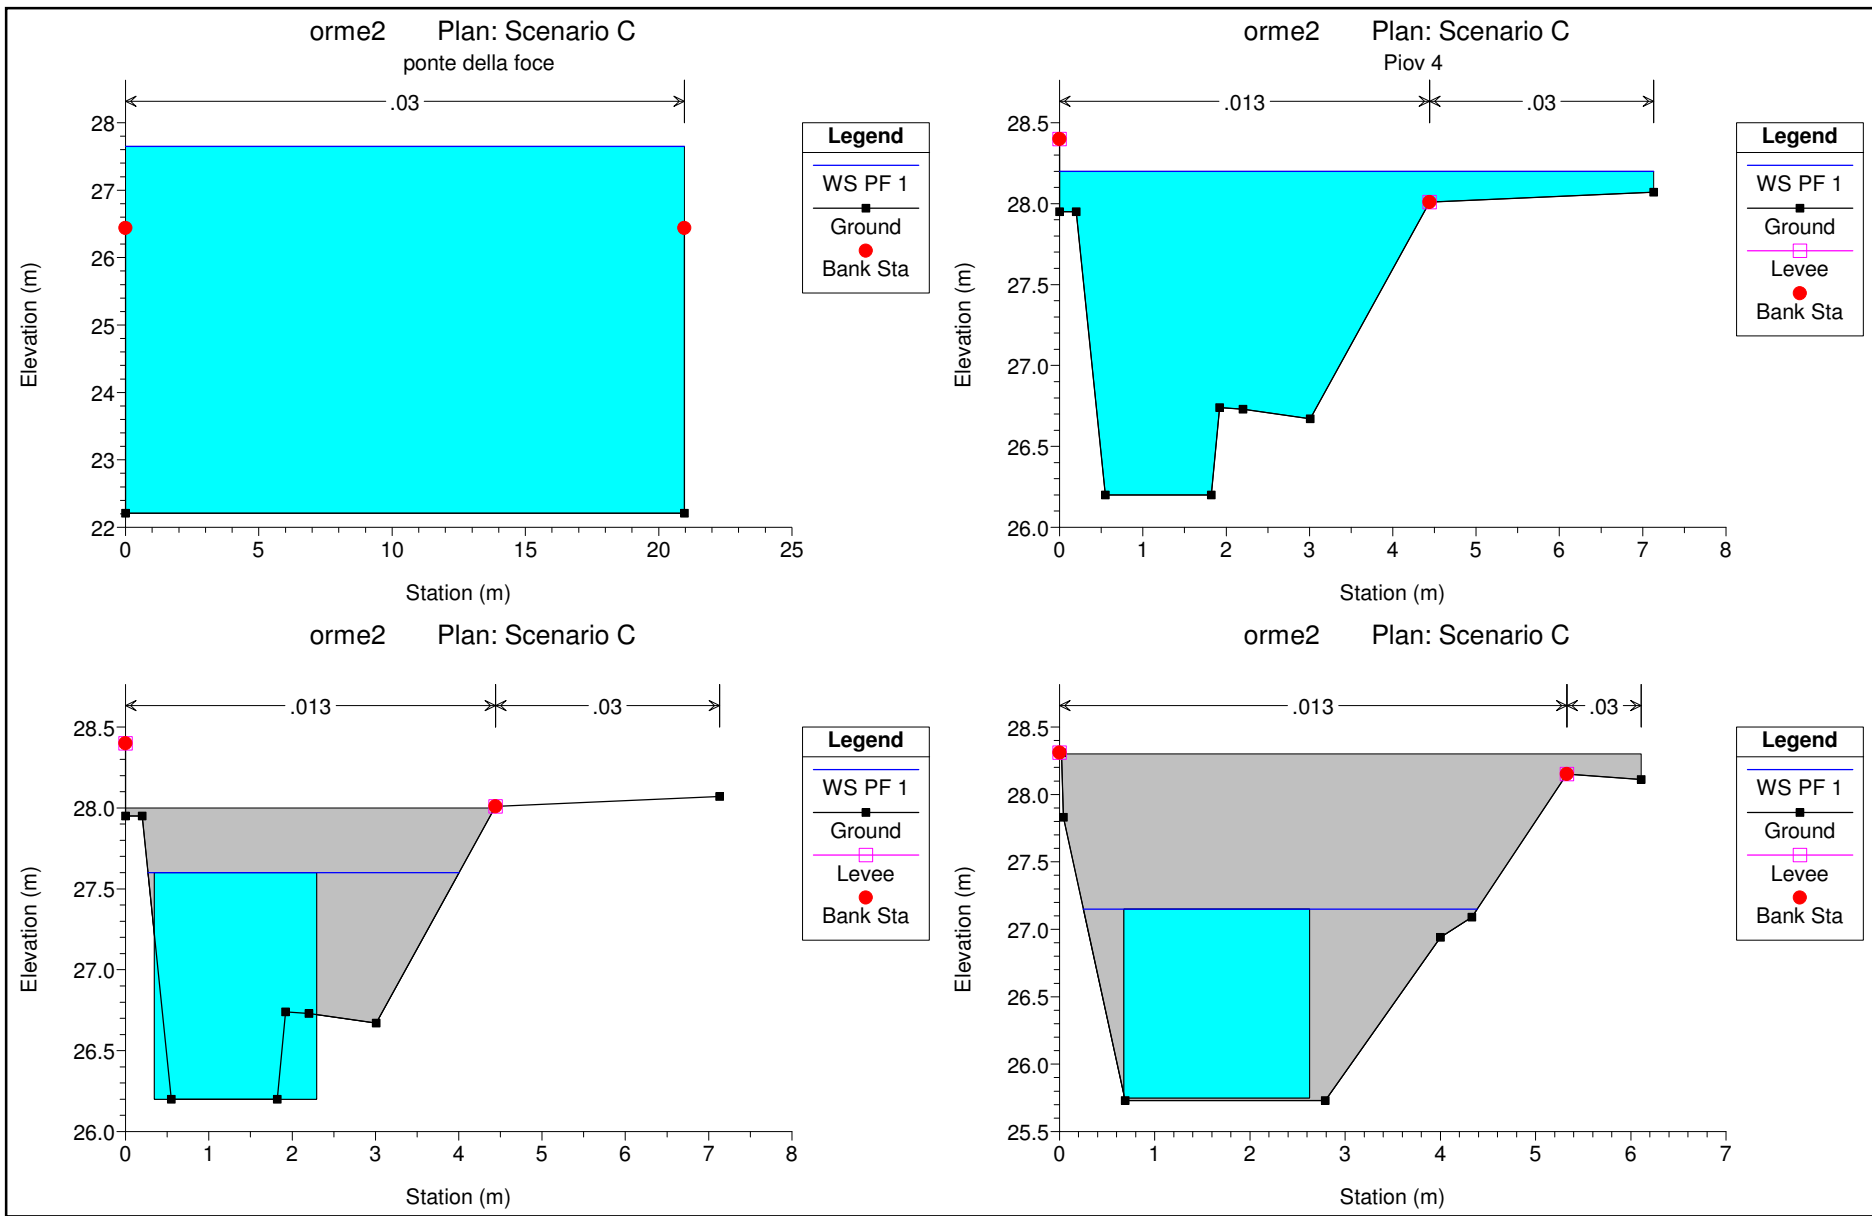 orme2 Plan: Scenario C
ponte della foce
.03
28
27
26
25
24
23
22
0 5 10 15 20 25
Elevation (m)
Station (m)
Legend
WS PF 1
Ground
Bank Sta
orme2 Plan: Scenario C
Piov 4
.013 .03
28.5
28.0
27.5
27.0
26.5
26.0
0 1 2 3 4 5 6 7 8
Elevation (m)
Station (m)
Legend
WS PF 1
Ground
Levee
Bank Sta
orme2 Plan: Scenario C
.013 .03
28.5
28.0
27.5
27.0
26.5
26.0
0 1 2 3 4 5 6 7 8
Elevation (m)
Station (m)
Legend
WS PF 1
Ground
Levee
Bank Sta
orme2 Plan: Scenario C
.013 .03
28.5
28.0
27.5
27.0
26.5
26.0
25.5
0 1 2 3 4 5 6 7
Elevation (m)
Station (m)
Legend
WS PF 1
Ground
Levee
Bank Sta